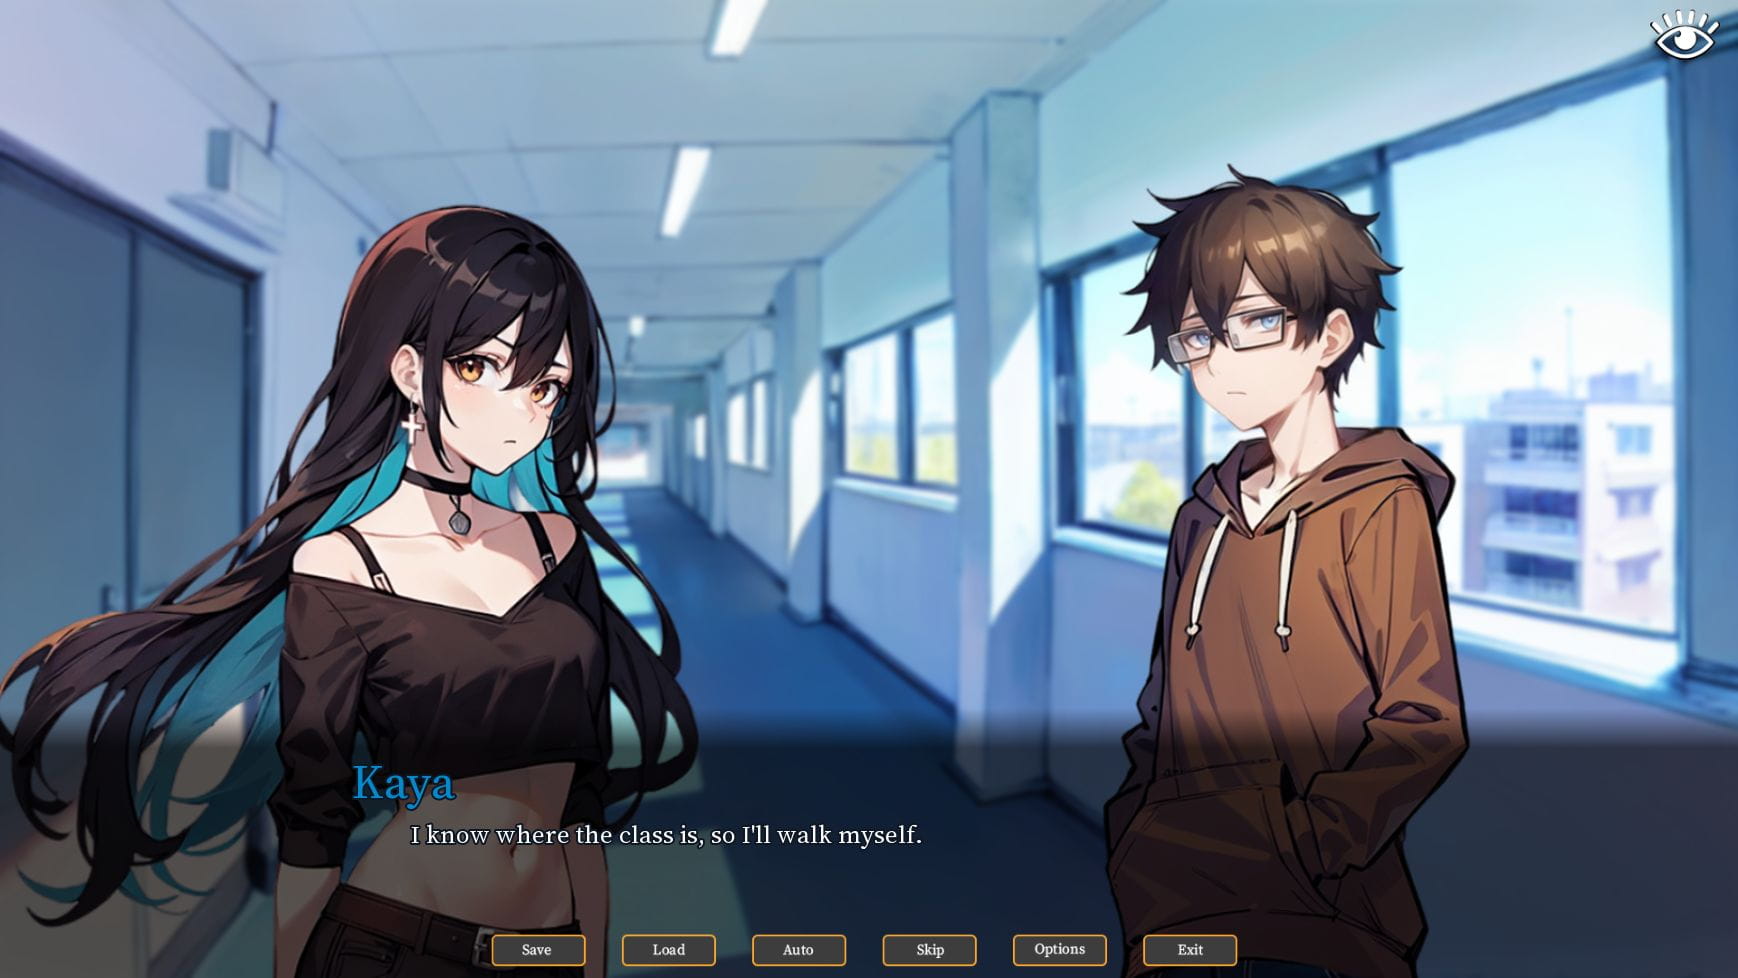 Kaya
I know where the class is, so I'll walk myself.
Save Load Auto Skip Options Exit